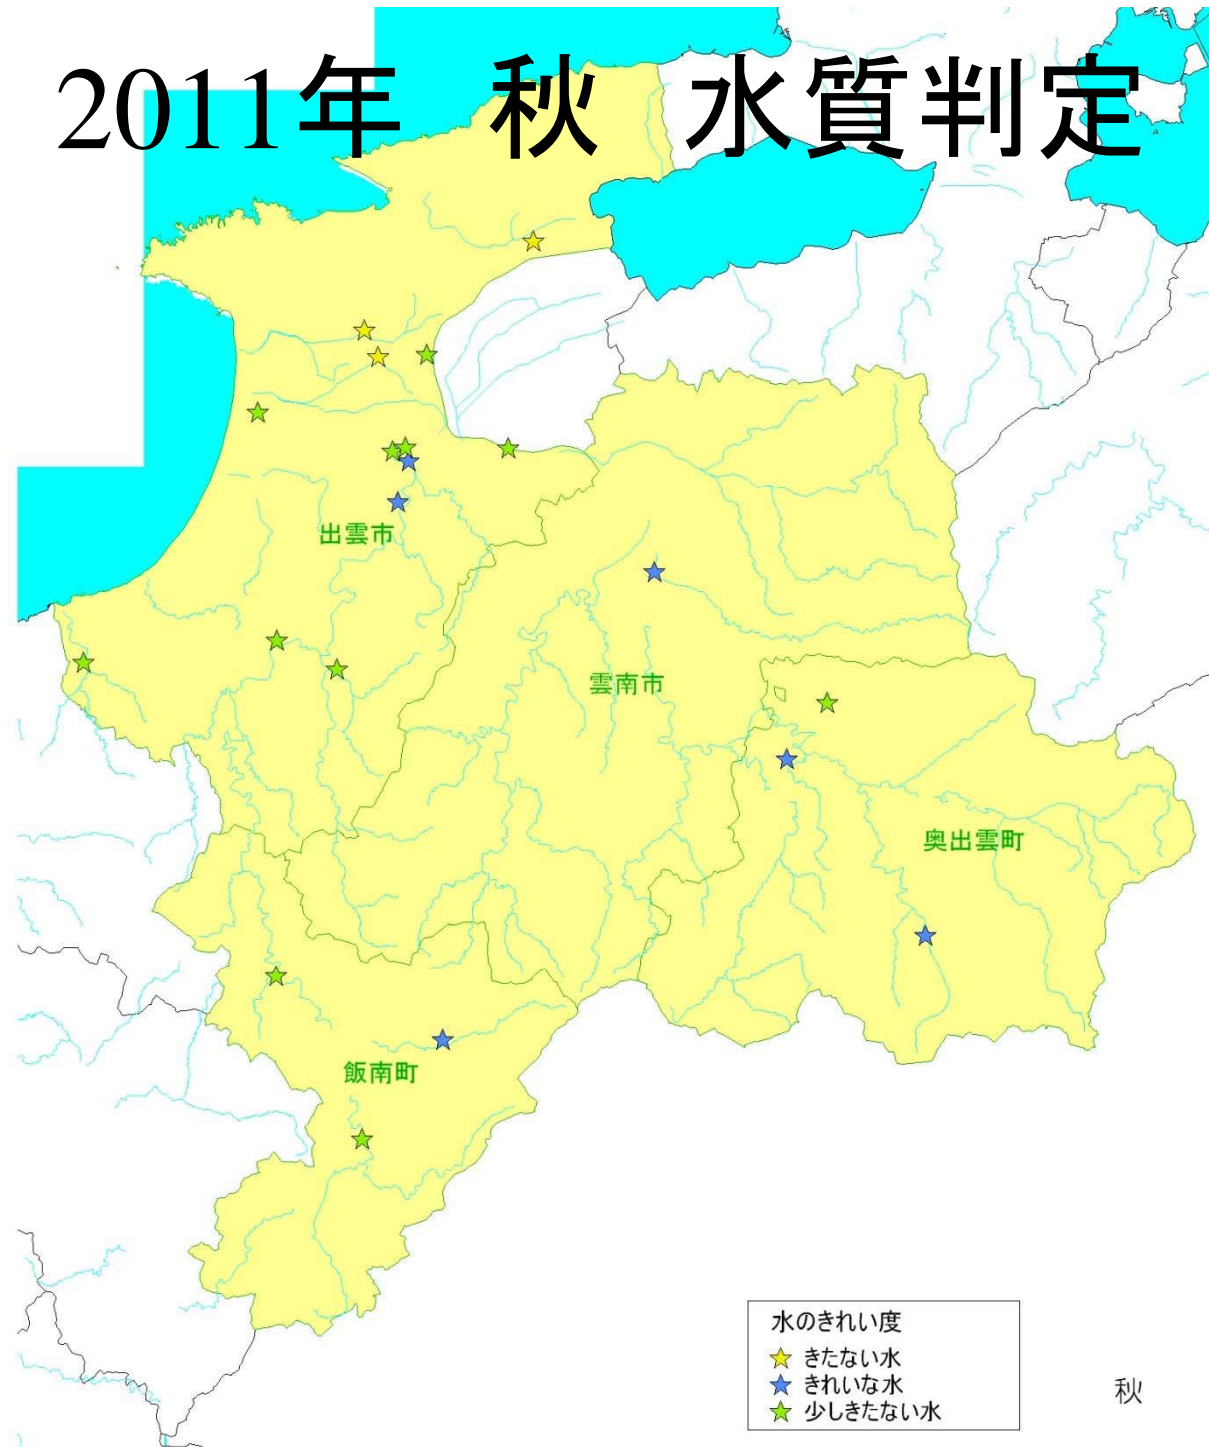 2011年　秋　水質判定
出雲市
雲南市
奥出雲町
飯南町
水のきれい度
きたない水
きれいな水
少しきたない水
秋